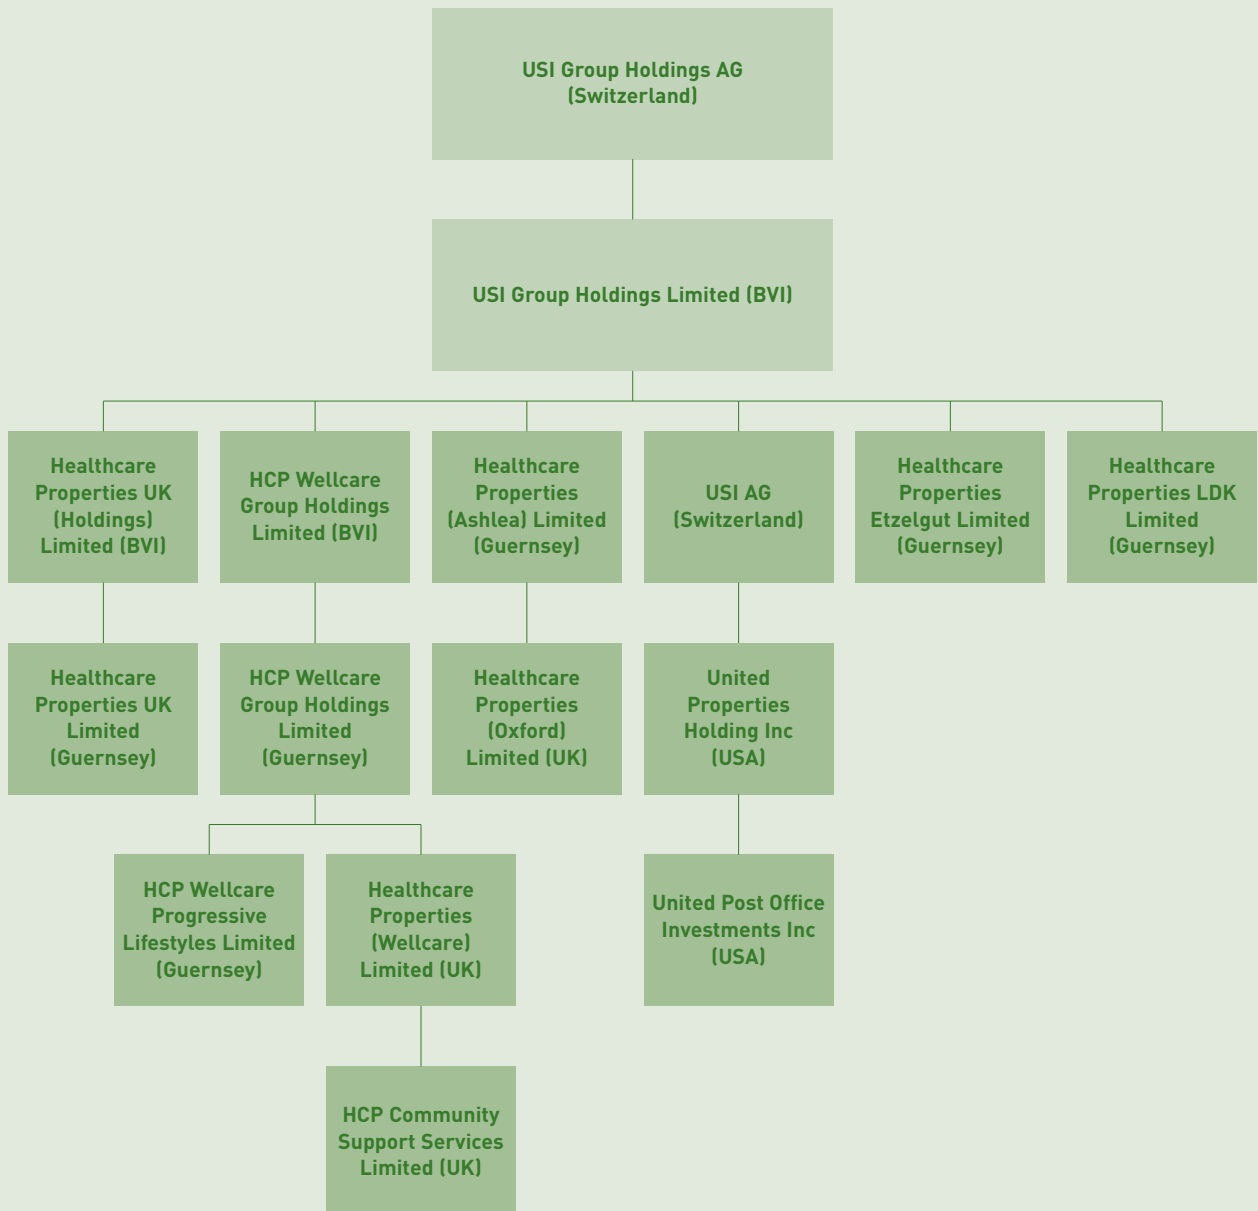 USI Group Holdings AG
(Switzerland)
USI Group Holdings Limited (BVI)
Healthcare
Properties UK
(Holdings)
Limited (BVI)
HCP Wellcare
Group Holdings
Limited (BVI)
Healthcare
Properties
(Ashlea) Limited
(Guernsey)
USI AG
(Switzerland)
Healthcare
Properties
Etzelgut Limited
(Guernsey)
Healthcare
Properties LDK
Limited
(Guernsey)
Healthcare
Properties UK
Limited
(Guernsey)
HCP Wellcare
Group Holdings
Limited
(Guernsey)
Healthcare
Properties
(Oxford)
Limited (UK)
United
Properties
Holding Inc
(USA)
HCP Wellcare
Progressive
Lifestyles Limited
(Guernsey)
Healthcare
Properties
(Wellcare)
Limited (UK)
United Post Office
Investments Inc
(USA)
HCP Community
Support Services
Limited (UK)